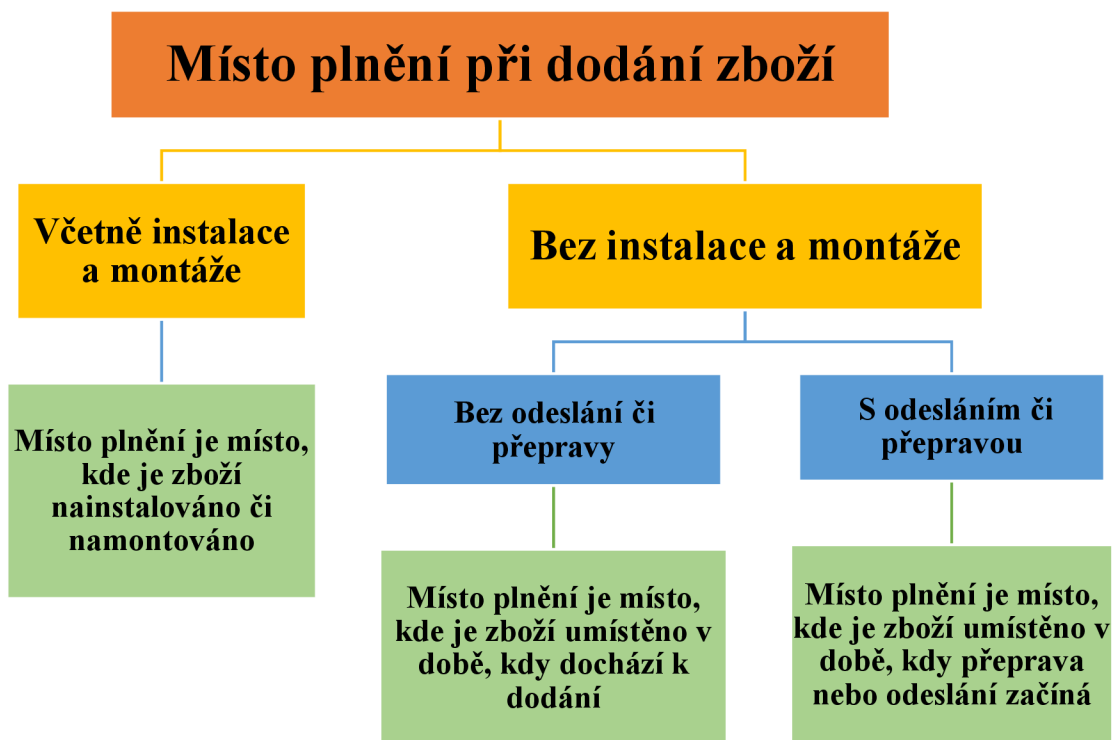 Místo plnění při dodání zboží
Včetně instalace
a montáže
Bez instalace a montáže
Místo plnění je místo,
kde je zboží
nainstalováno či
namontováno
Bez odeslání či
přepravy
S odesláním či
přepravou
Místo plnění je místo,
kde je zboží umístěno v
době, kdy dochází k
dodání
Místo plnění je místo,
kde je zboží umístěno v
době, kdy přeprava
nebo odeslání začíná